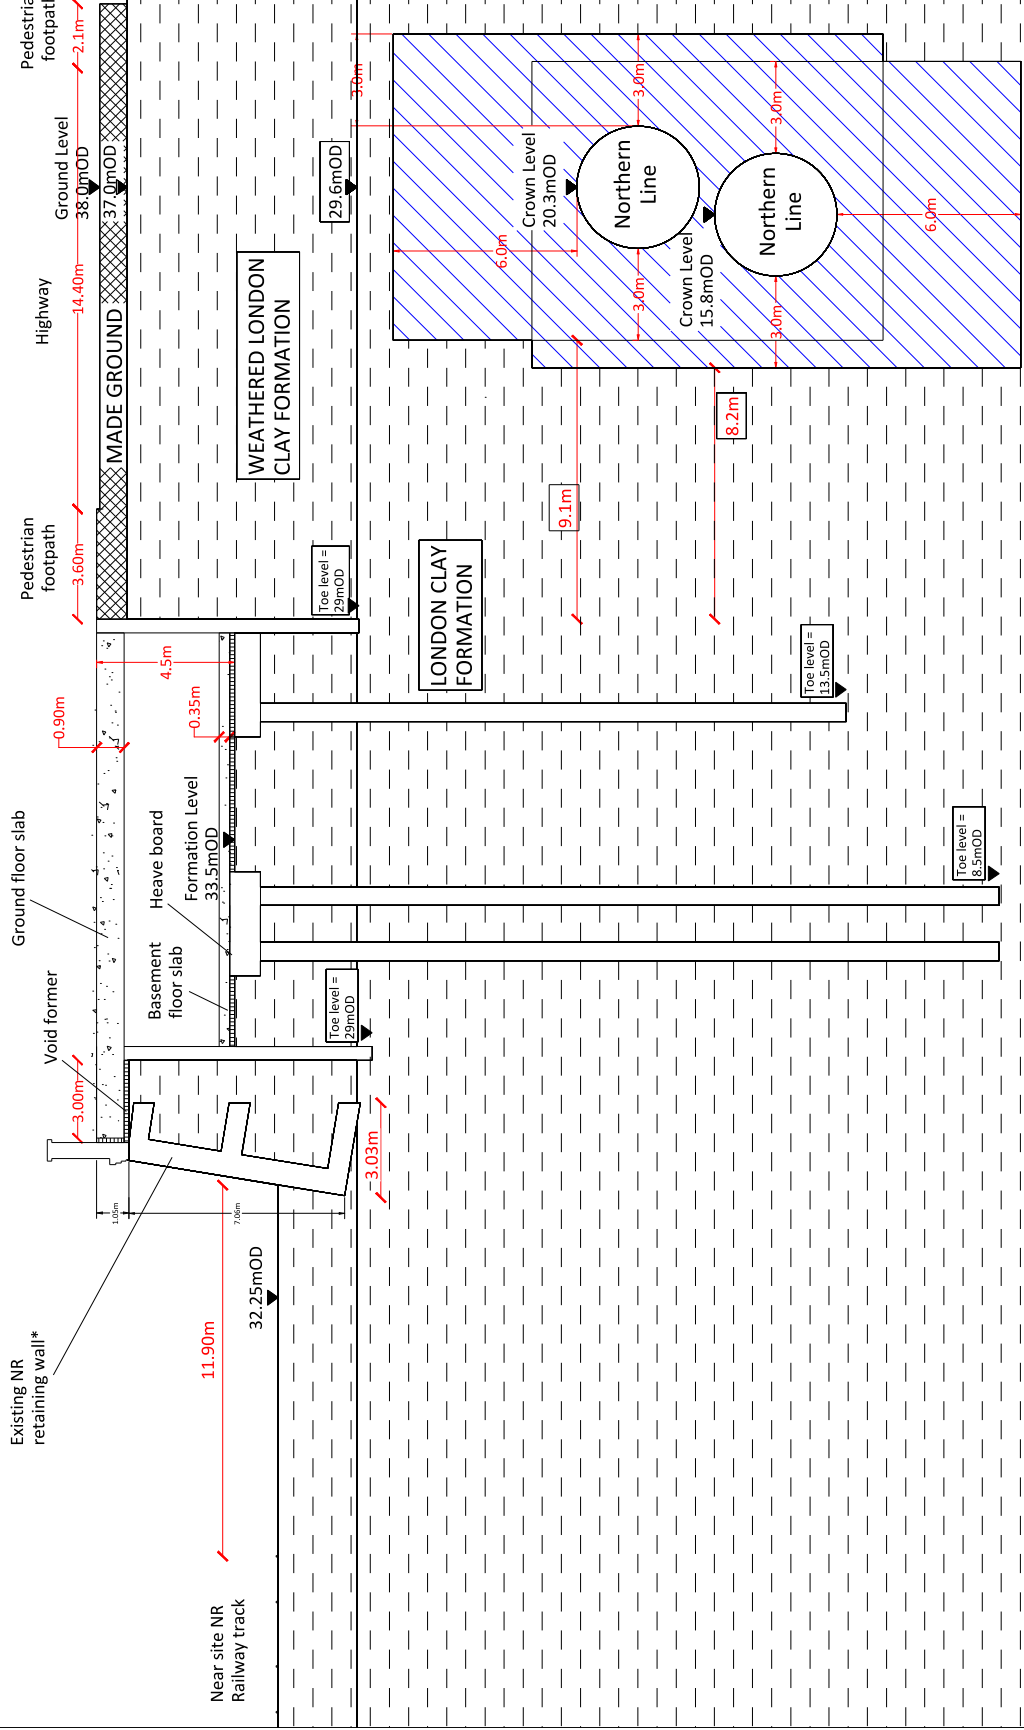 Existing NR
retaining wall*
Near site NR
Railway track
11.90m
32.25mOD
1.05m
7.06m
3.03m
3.00m
Void former
Ground floor slab
Basement
floor slab
Heave board
Formation Level
33.5mOD
0.90m
0.35m
4.5m
Toe level =
29mOD
Toe level =
8.5mOD
Toe level =
13.5mOD
Toe level =
29mOD
Pedestrian
footpath
3.60m
Highway
14.40m
Ground Level
38.0mOD
37.0mOD
2.1m
MADE GROUND
WEATHERED LONDON
CLAY FORMATION
29.6mOD
LONDON CLAY
FORMATION
9.1m
8.2m
3.0m
6.0m
Crown Level
20.3mOD
Northern
Line
3.0m
3.0m
Crown Level
15.8mOD
Northern
Line
3.0m
3.0m
6.0m